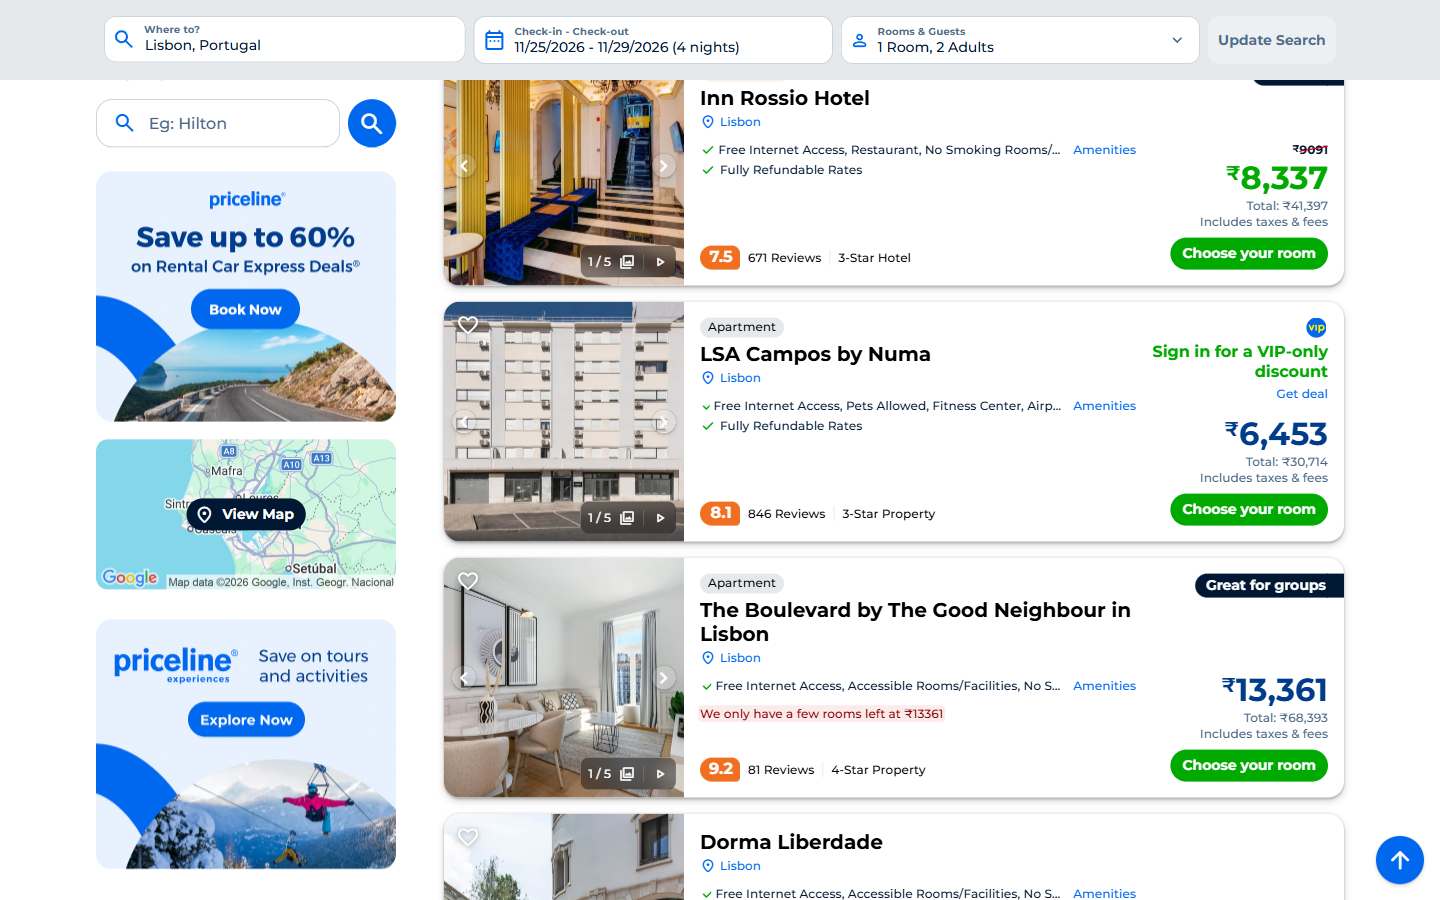 Where to?
Lisbon, Portugal
Check-in - Check-out
11/25/2026 - 11/29/2026 (4 nights)
Rooms & Guests
1 Room, 2 Adults
Update Search
Eg: Hilton
priceline®
Save up to 60%
on Rental Car Express Deals®
Book Now
A8
A10
A13
Mafra
Loures
Sintr
Cascais
Setúbal
View Map
Google
Map data ©2026 Google, Inst. Geogr. Nacional
priceline®
experiences
Save on tours
and activities
Explore Now
Inn Rossio Hotel
Lisbon
Free Internet Access, Restaurant, No Smoking Rooms/... Amenities
Fully Refundable Rates
₹9091
₹8,337
Total: ₹41,397
Includes taxes & fees
Choose your room
1 / 5
7.5 671 Reviews 3-Star Hotel
Apartment
LSA Campos by Numa
Lisbon
Free Internet Access, Pets Allowed, Fitness Center, Airp... Amenities
Fully Refundable Rates
vip
Sign in for a VIP-only
discount
Get deal
₹6,453
Total: ₹30,714
Includes taxes & fees
Choose your room
1 / 5
8.1 846 Reviews 3-Star Property
Apartment
Great for groups
The Boulevard by The Good Neighbour in
Lisbon
Lisbon
Free Internet Access, Accessible Rooms/Facilities, No S... Amenities
We only have a few rooms left at ₹13361
₹13,361
Total: ₹68,393
Includes taxes & fees
Choose your room
1 / 5
9.2 81 Reviews 4-Star Property
Dorma Liberdade
Lisbon
Free Internet Access, Accessible Rooms/Facilities, No S... Amenities